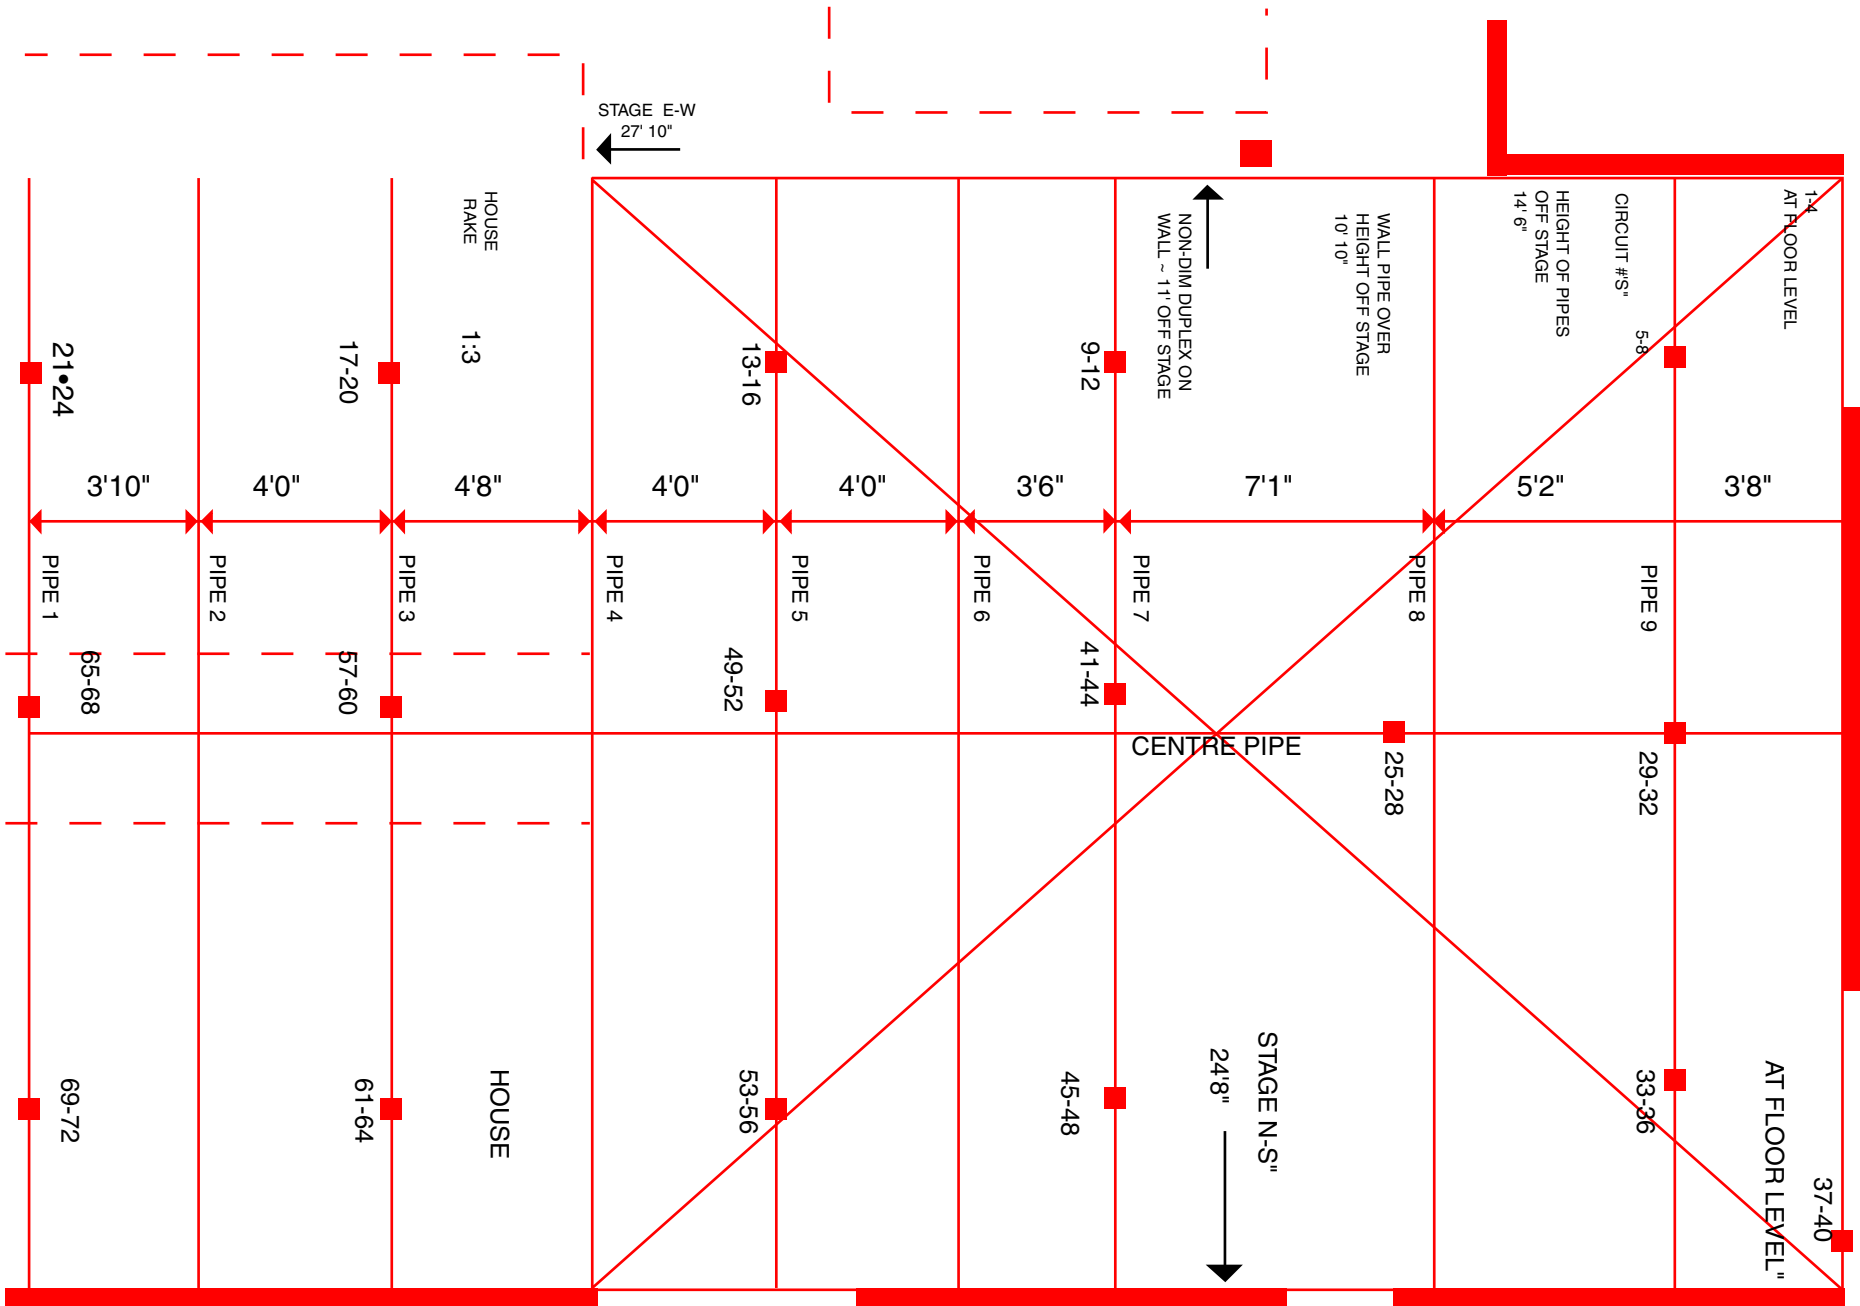 STAGE  E-W
27' 10"
HOUSE
RAKE
1:3
NON-DIM DUPLEX ON
WALL ~ 11' OFF STAGE
WALL PIPE OVER
HEIGHT OFF STAGE
10' 10"
HEIGHT OF PIPES
OFF STAGE
14' 6"
CIRCUIT #'S"
1-4
AT FLOOR LEVEL
21•24
17-20
13-16
9-12
5-8
3'10"
4'0"
4'8"
4'0"
4'0"
3'6"
7'1"
5'2"
3'8"
PIPE 1
PIPE 2
PIPE 3
PIPE 4
PIPE 5
PIPE 6
PIPE 7
PIPE 8
PIPE 9
65-68
57-60
49-52
41-44
CENTRE PIPE
25-28
29-32
69-72
61-64
HOUSE
53-56
45-48
STAGE N-S"
24'8"
33-36
AT FLOOR LEVEL"
37-40